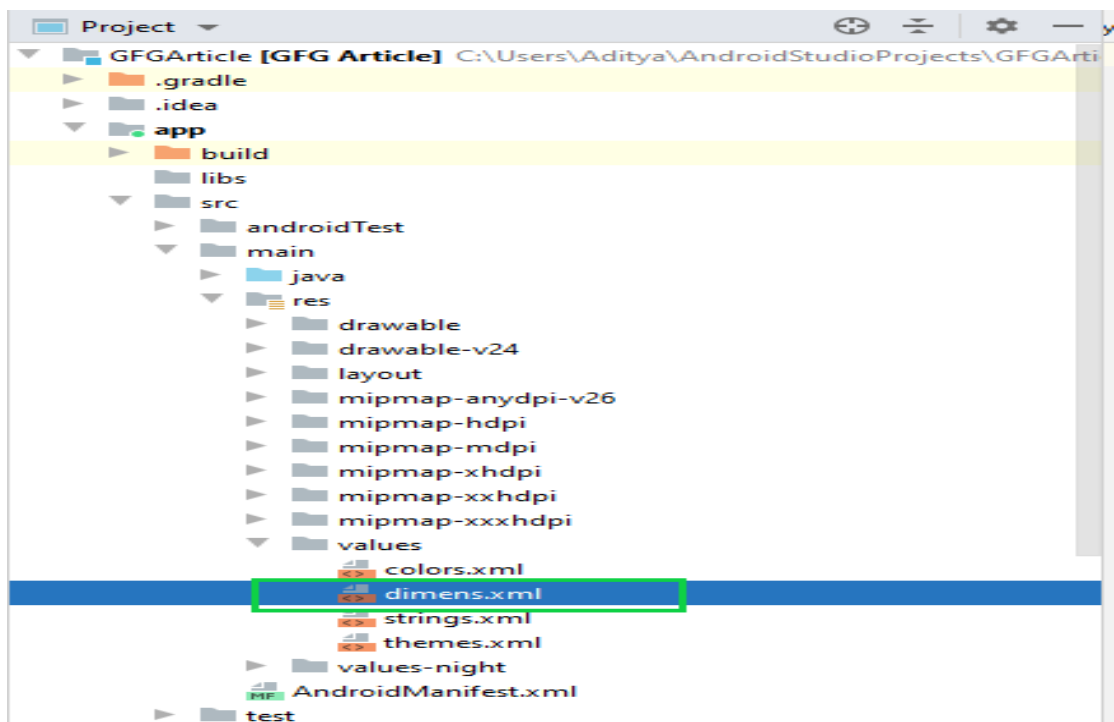 Project
GFGArticle [GFG Article] C:\Users\Aditya\AndroidStudioProjects\GFGArti
.gradle
.idea
app
build
libs
src
androidTest
main
java
res
drawable
drawable-v24
layout
mipmap-anydpi-v26
mipmap-hdpi
mipmap-mdpi
mipmap-xhdpi
mipmap-xxhdpi
mipmap-xxxhdpi
values
colors.xml
dimens.xml
strings.xml
themes.xml
values-night
MF AndroidManifest.xml
test